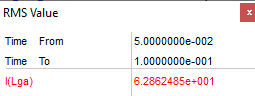 RMS Value x
Time From 5.0000000e-002
Time To 1.0000000e-001
I(Lga) 6.2862485e+001